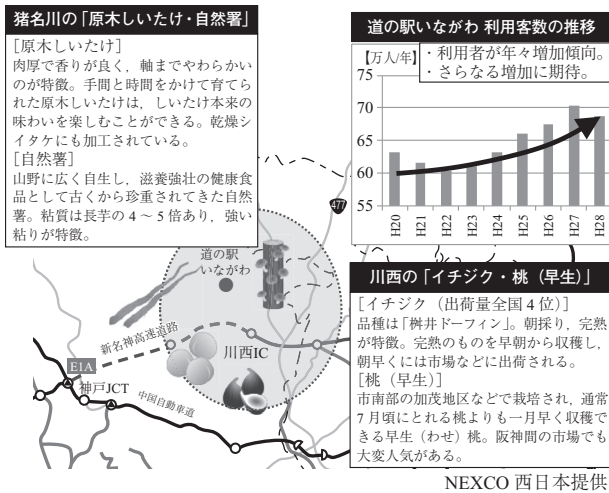 猪名川の「原木しいたけ・自然薯」
[原木しいたけ]
肉厚で香りが良く，軸までやわらかい
のが特徴。手間と時間をかけて育てら
れた原木しいたけは，しいたけ本来の
味わいを楽しむことができる。乾燥シ
イタケにも加工されている。
[自然薯]
山野に広く自生し，滋養強壮の健康食
品として古くから珍重されてきた自然
薯。粘質は長芋の4～5倍あり，強い
粘りが特徴。
道の駅いながわ 利用客数の推移
【万人/年】
・利用者が年々増加傾向。
・さらなる増加に期待。
75
70
65
60
55
H20
H21
H22
H23
H24
H25
H26
H27
H28
477
道の駅
いながわ
新名神高速道路
川西IC
E1A
神戸JCT
中国自動車道
川西の「イチジク・桃（早生）」
[イチジク（出荷量全国4位）]
品種は「桝井ドーフィン」。朝採り，完熟
が特徴。完熟のものを早朝から収穫し，
朝早くには市場などに出荷される。
[桃（早生）]
市南部の加茂地区などで栽培され，通常
7月頃にとれる桃よりも一月早く収穫で
きる早生（わせ）桃。阪神間の市場でも
大変人気がある。
NEXCO 西日本提供